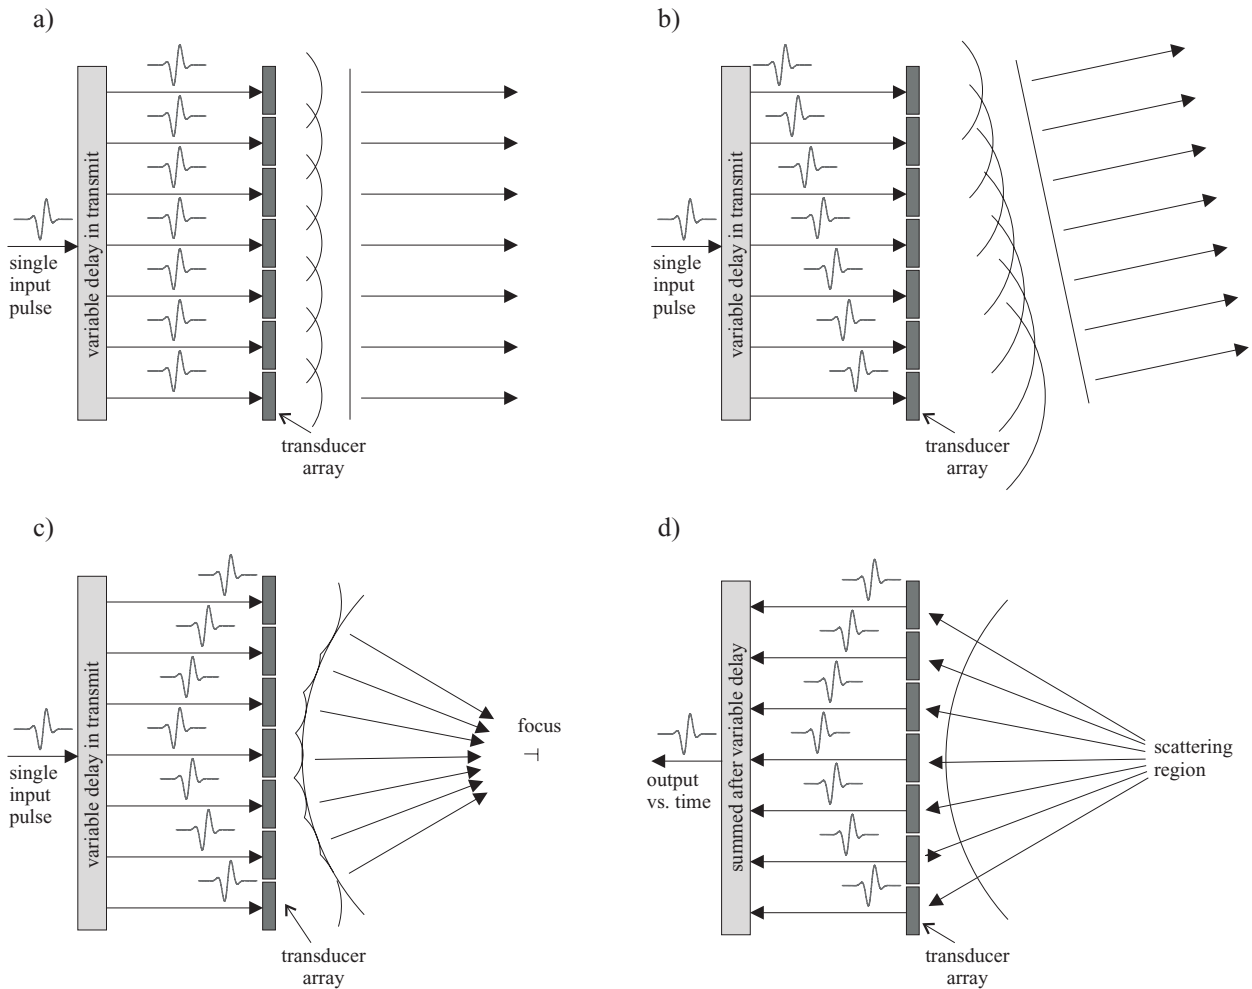 a)
variable delay in transmit
single
input
pulse
transducer
array
b)
variable delay in transmit
single
input
pulse
transducer
array
c)
variable delay in transmit
single
input
pulse
focus
transducer
array
d)
summed after variable delay
output
vs. time
scattering
region
transducer
array